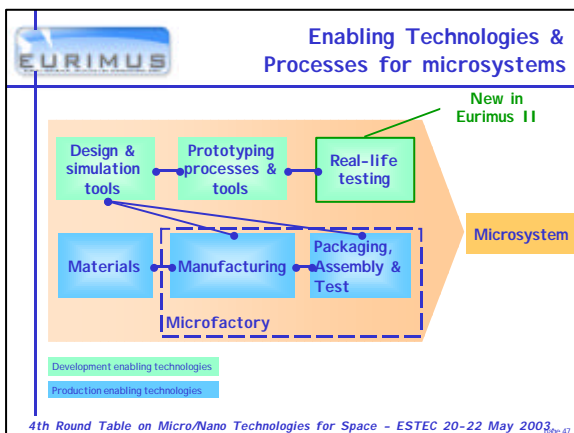 EURIMUS
Enabling Technologies &
Processes for microsystems
New in
Eurimus II
Design &
simulation
tools
Prototyping
processes &
tools
Real-life
testing
Microsystem
Materials
Manufacturing
Packaging,
Assembly &
Test
Microfactory
Development enabling technologies
Production enabling technologies
4th Round Table on Micro/Nano Technologies for Space - ESTEC 20-22 May 2003,
Page 47